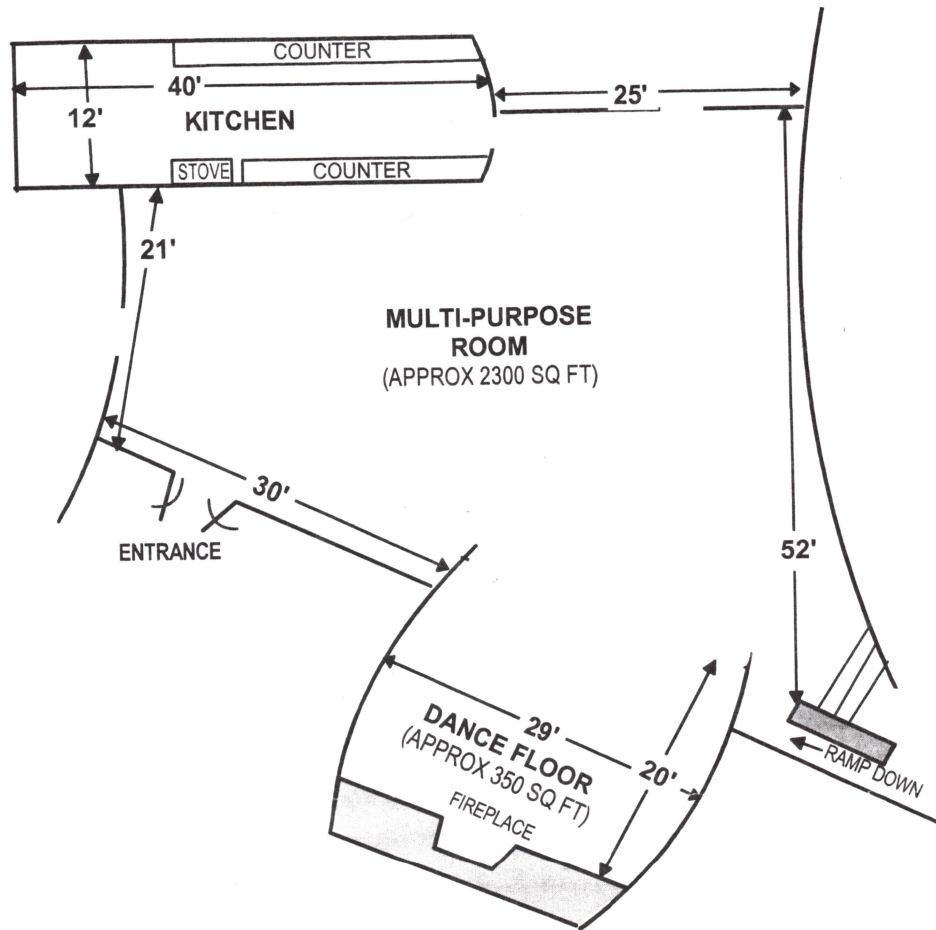 COUNTER
40'
25'
12'
KITCHEN
STOVE
COUNTER
21'
MULTI-PURPOSE
ROOM
(APPROX 2300 SQ FT)
30'
ENTRANCE
52'
DANCE FLOOR
(APPROX 350 SQ FT)
29'
20'
FIREPLACE
RAMP DOWN